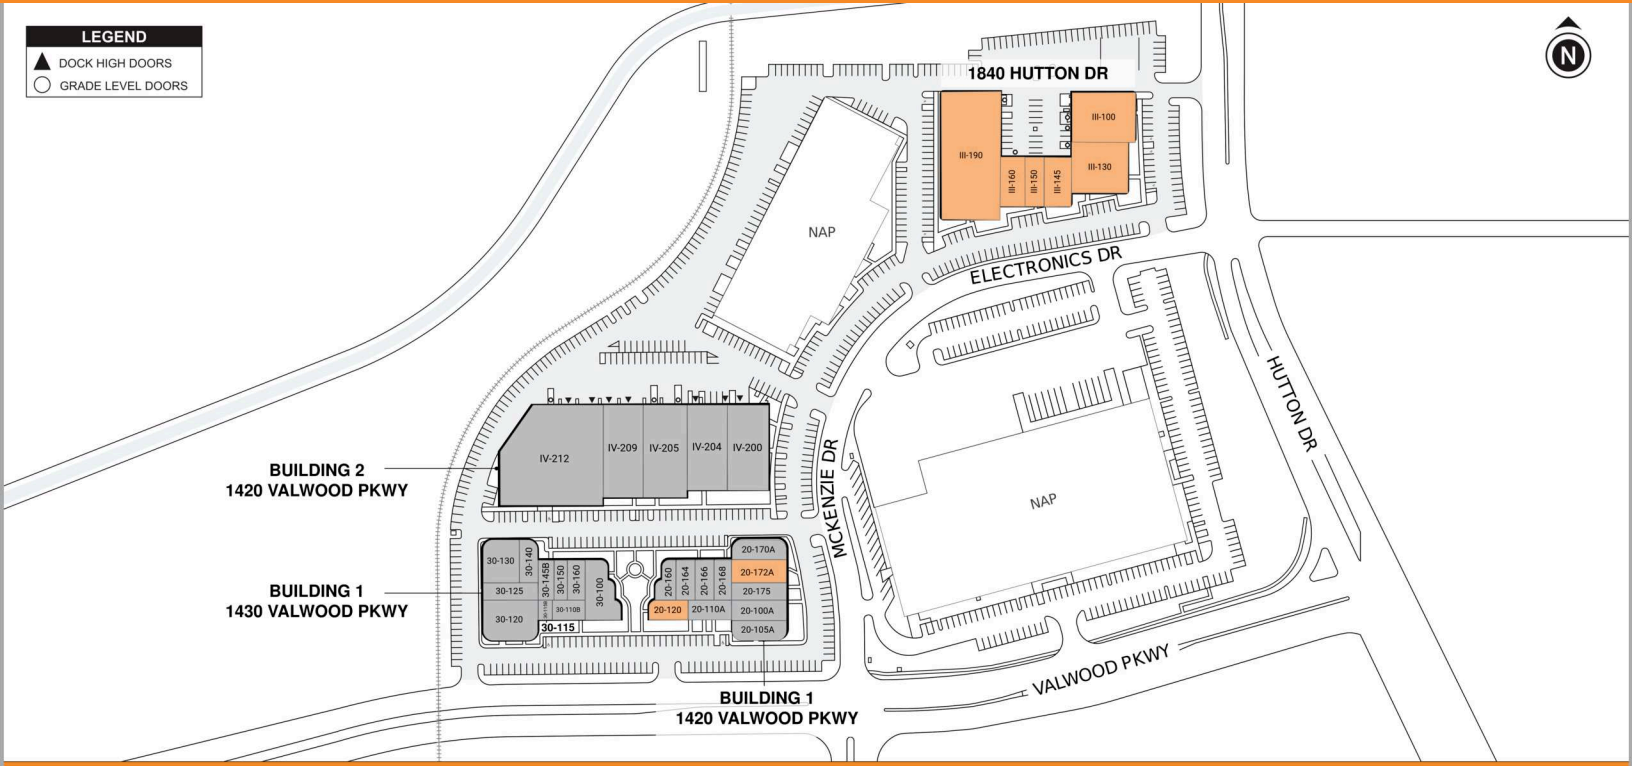 LEGEND
DOCK HIGH DOORS
GRADE LEVEL DOORS
N
1840 HUTTON DR
III-100
III-190
III-130
III-160
III-150
III-145
NAP
ELECTRONICS DR
HUTTON DR
MCKENZIE DR
NAP
IV-212
IV-209
IV-205
IV-204
IV-200
BUILDING 2
1420 VALWOOD PKWY
30-130
30-140
30-145B
30-150
30-160
30-100
30-125
30-120
30-110B
30-115
BUILDING 1
1430 VALWOOD PKWY
20-160
20-164
20-166
20-168
20-170A
20-172A
20-175
20-120
20-110A
20-100A
20-105A
BUILDING 1
1420 VALWOOD PKWY
VALWOOD PKWY